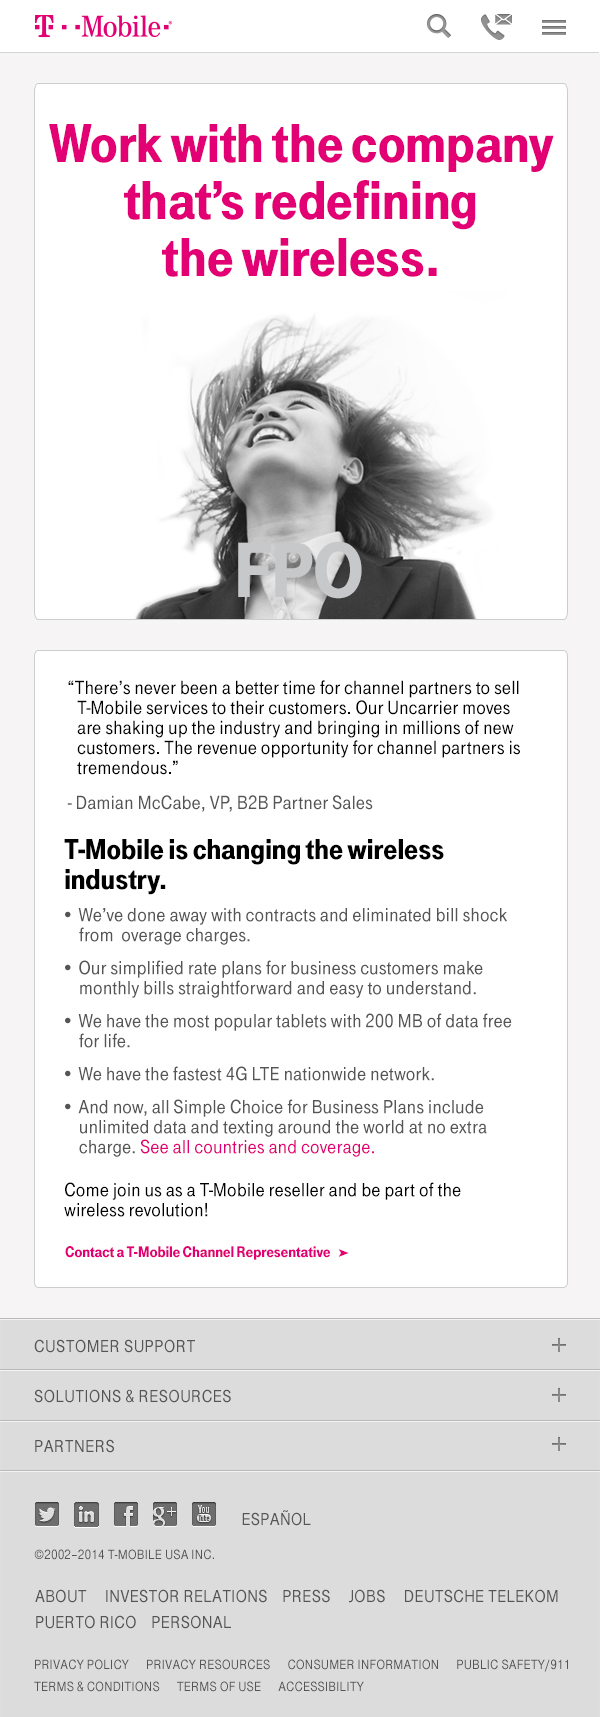 T · · Mobile ·®
Work with the company
that's redefining
the wireless.
FPO
“There’s never been a better time for channel partners to sell
T-Mobile services to their customers. Our Uncarrier moves
are shaking up the industry and bringing in millions of new
customers. The revenue opportunity for channel partners is
tremendous.”
- Damian McCabe, VP, B2B Partner Sales
T-Mobile is changing the wireless
industry.
• We’ve done away with contracts and eliminated bill shock
from overage charges.
• Our simplified rate plans for business customers make
monthly bills straightforward and easy to understand.
• We have the most popular tablets with 200 MB of data free
for life.
• We have the fastest 4G LTE nationwide network.
• And now, all Simple Choice for Business Plans include
unlimited data and texting around the world at no extra
charge. See all countries and coverage.
Come join us as a T-Mobile reseller and be part of the
wireless revolution!
Contact a T-Mobile Channel Representative ➤
CUSTOMER SUPPORT +
SOLUTIONS & RESOURCES +
PARTNERS +
in f g+ You Tube ESPAÑOL
©2002–2014 T-MOBILE USA INC.
ABOUT INVESTOR RELATIONS PRESS JOBS DEUTSCHE TELEKOM
PUERTO RICO PERSONAL
PRIVACY POLICY PRIVACY RESOURCES CONSUMER INFORMATION PUBLIC SAFETY/911
TERMS & CONDITIONS TERMS OF USE ACCESSIBILITY